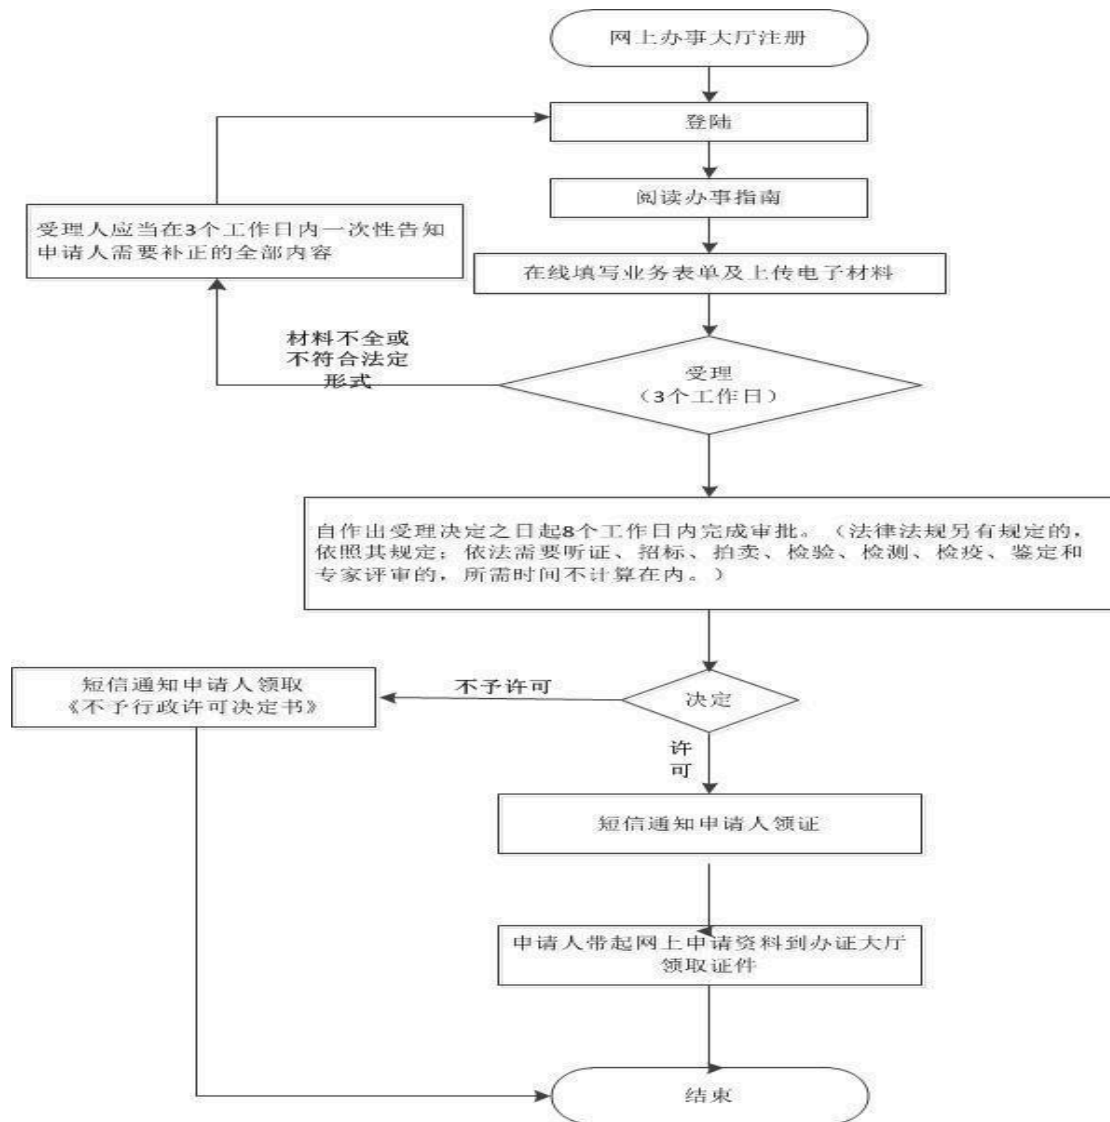 网上办事大厅注册
登陆
阅读办事指南
受理人应当在3个工作日内一次性告知
申请人需要补正的全部内容
在线填写业务表单及上传电子材料
材料不全或
不符合法定
形式
受理
（3个工作日）
自作出受理决定之日起8个工作日内完成审批。（法律法规另有规定的，
依照其规定；依法需要听证、招标、拍卖、检验、检测、检疫、鉴定和
专家评审的，所需时间不计算在内。）
短信通知申请人领取
《不予行政许可决定书》
不予许可
决定
许
可
短信通知申请人领证
申请人带起网上申请资料到办证大厅
领取证件
结束